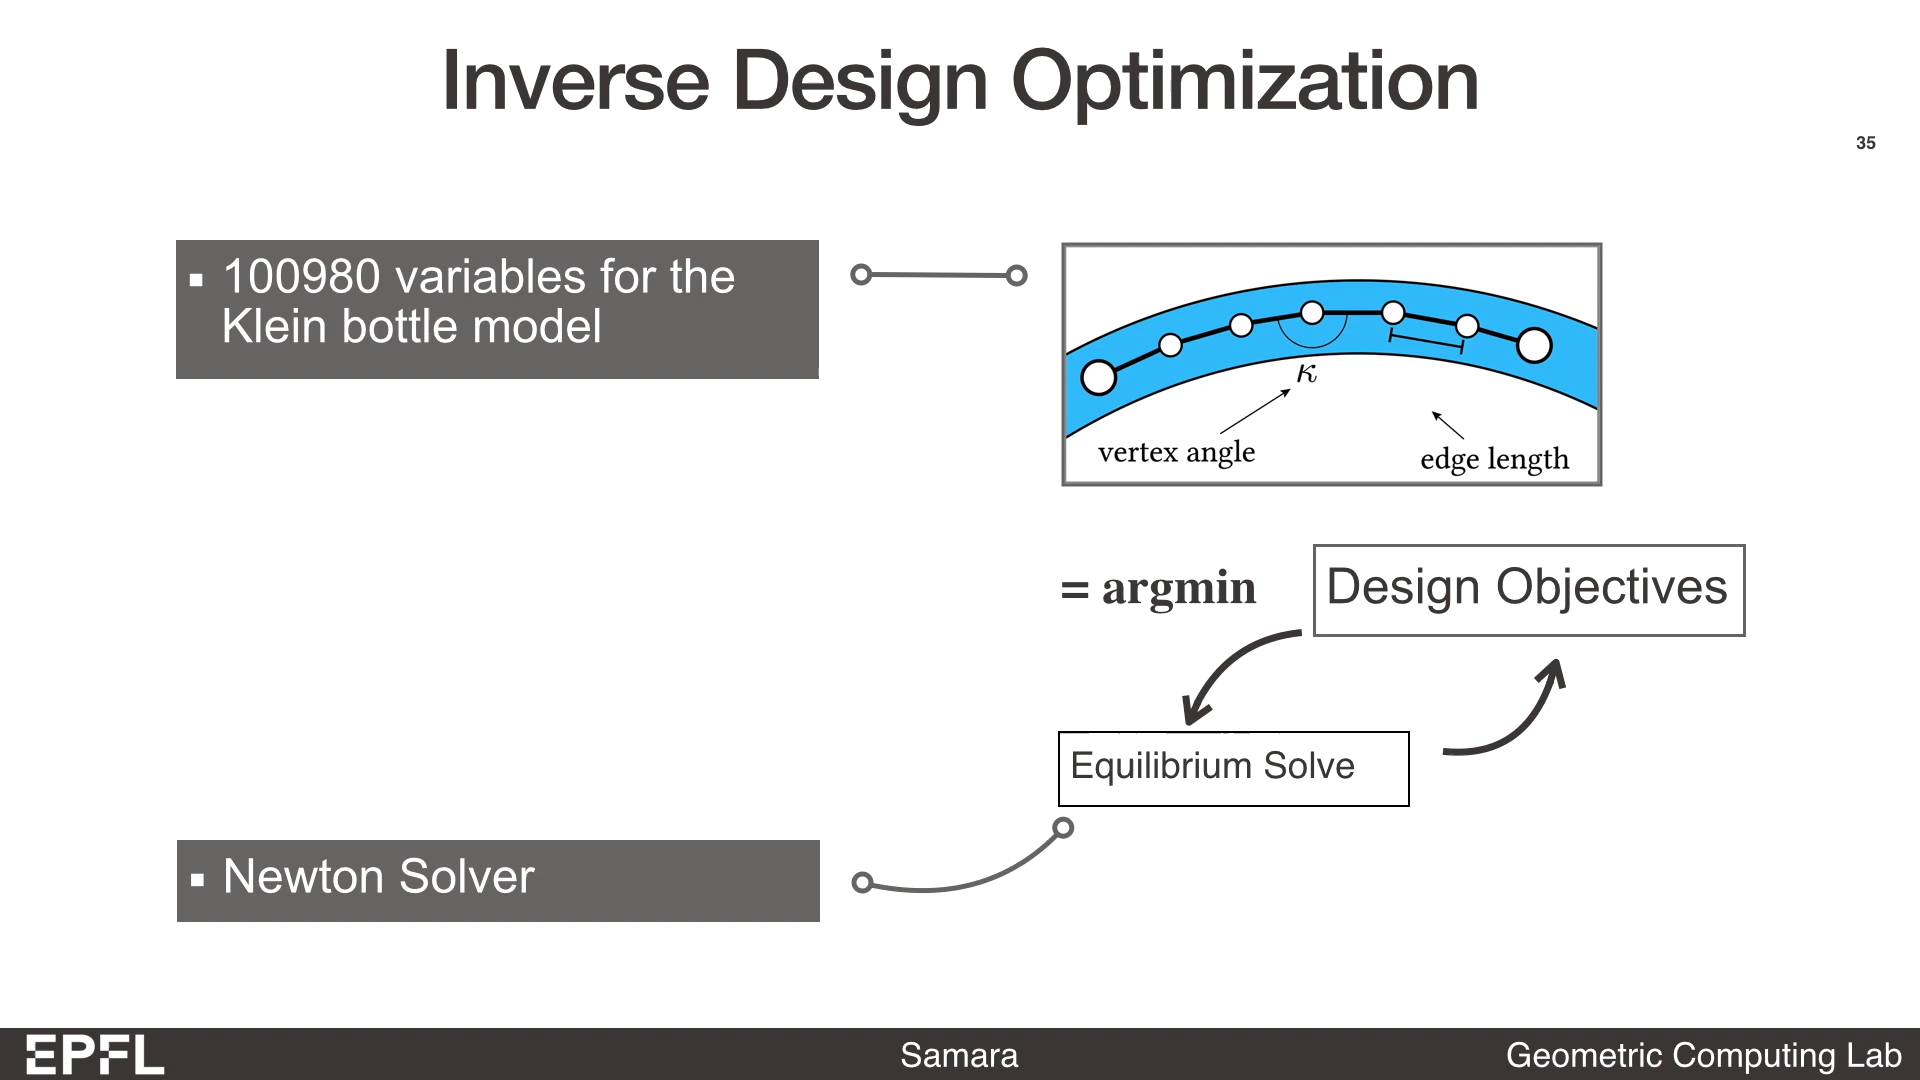 Inverse Design Optimization
35
▪ 100980 variables for the
Klein bottle model
κ
vertex angle
edge length
= argmin
Design Objectives
Equilibrium Solve
▪ Newton Solver
EPFL
Samara
Geometric Computing Lab